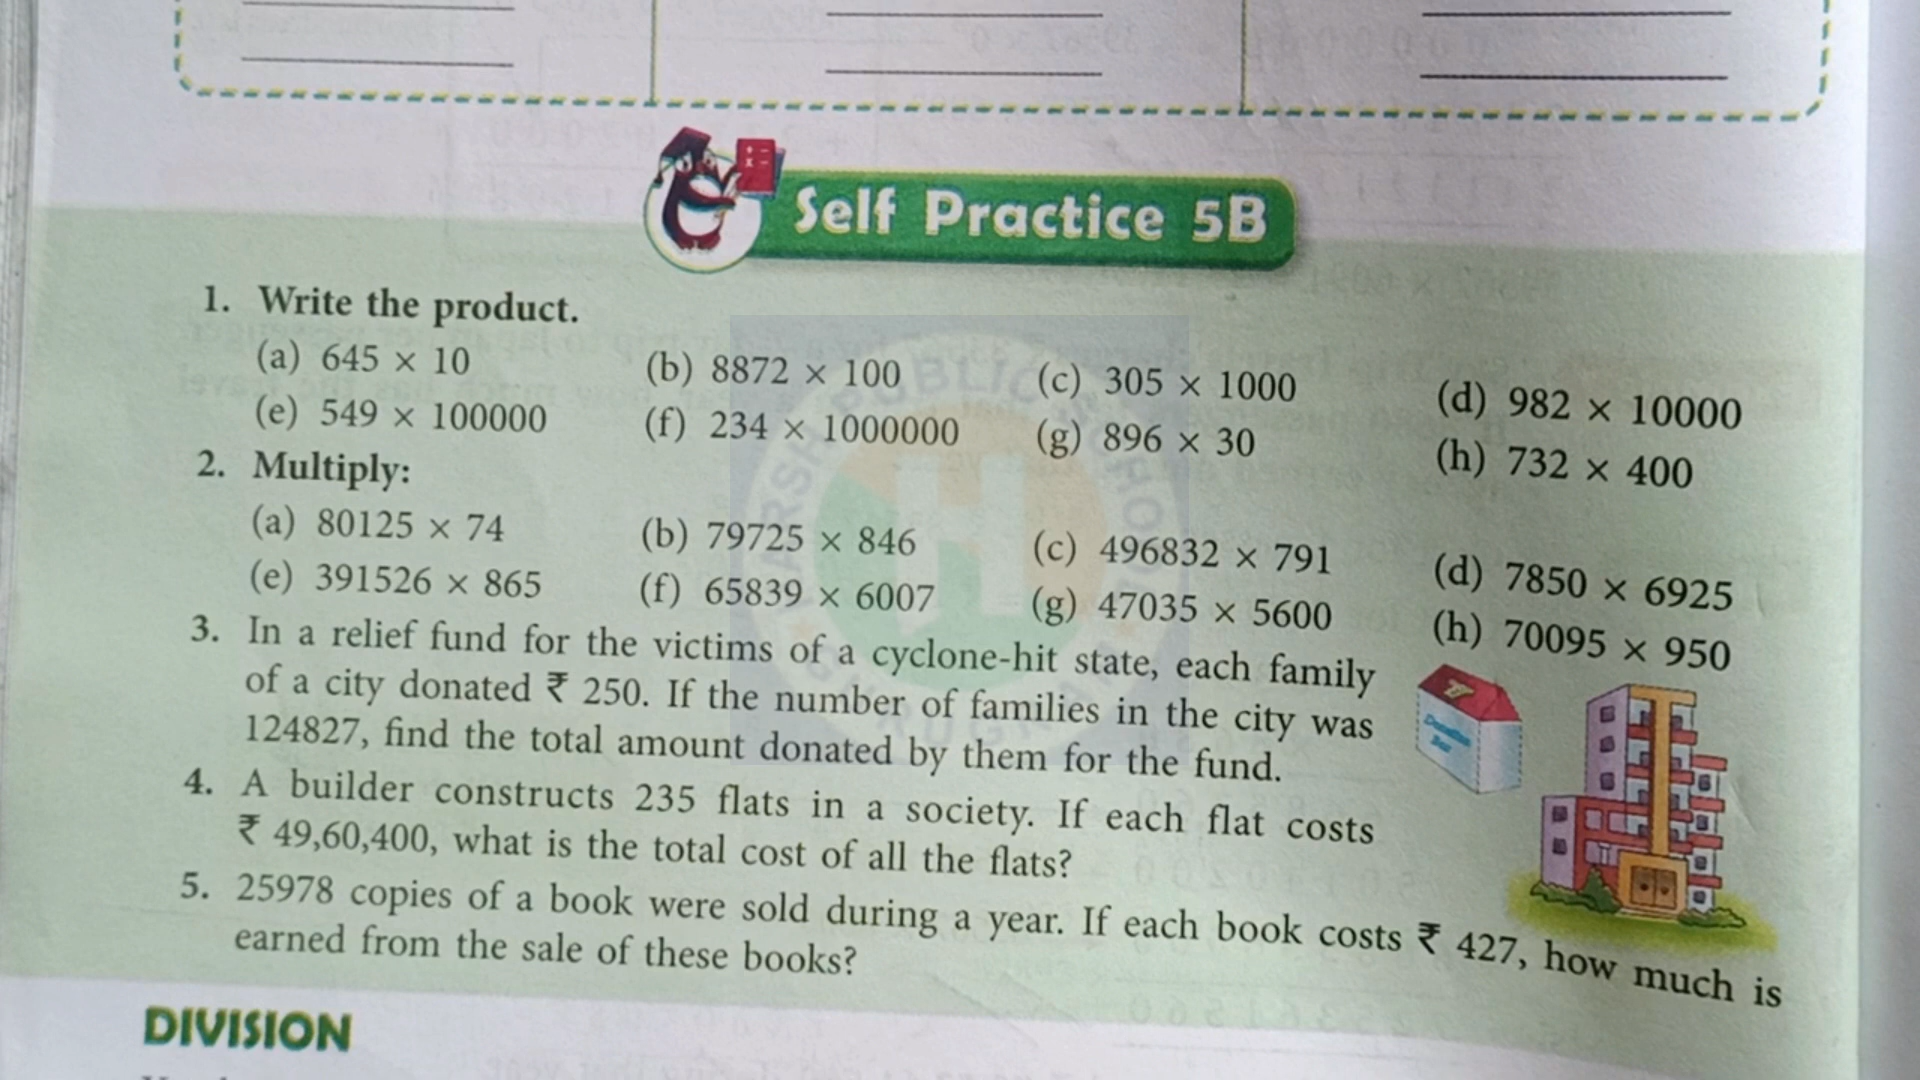 Self Practice 5B
1. Write the product.
(a) 645 × 10 (b) 8872 × 100 (c) 305 × 1000 (d) 982 × 10000
(e) 549 × 100000 (f) 234 × 1000000 (g) 896 × 30 (h) 732 × 400
2. Multiply:
(a) 80125 × 74 (b) 79725 × 846 (c) 496832 × 791 (d) 7850 × 6925
(e) 391526 × 865 (f) 65839 × 6007 (g) 47035 × 5600 (h) 70095 × 950
3. In a relief fund for the victims of a cyclone-hit state, each family
of a city donated ₹ 250. If the number of families in the city was
124827, find the total amount donated by them for the fund.
4. A builder constructs 235 flats in a society. If each flat costs
₹ 49,60,400, what is the total cost of all the flats?
5. 25978 copies of a book were sold during a year. If each book costs ₹ 427, how much is
earned from the sale of these books?
DIVISION